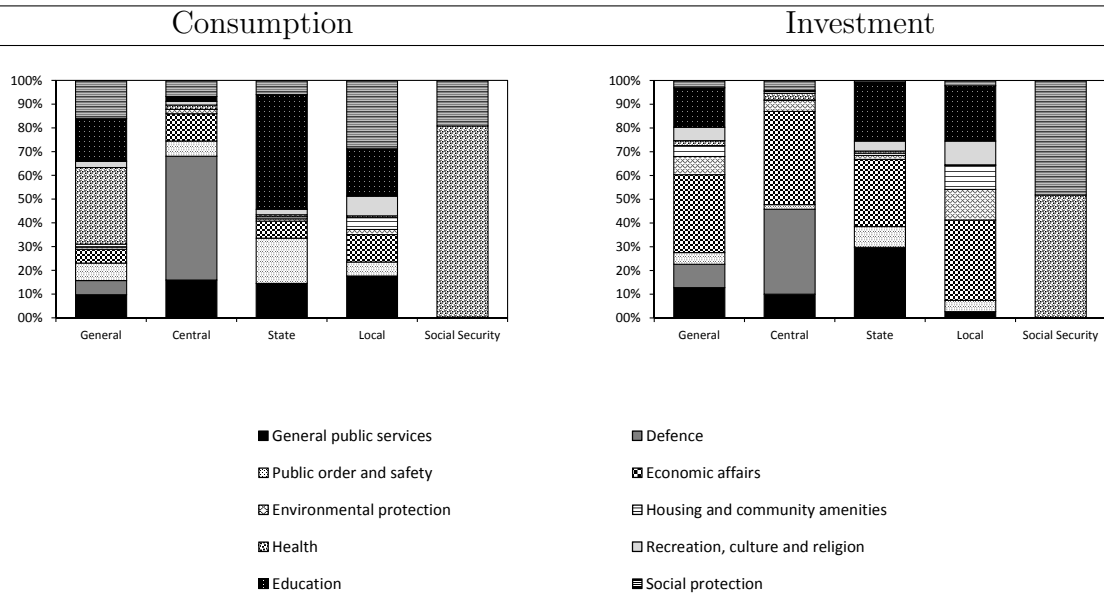 Consumption Investment
100% 100%
90% 90%
80% 80%
70% 70%
60% 60%
50% 50%
40% 40%
30% 30%
20% 20%
10% 10%
00% 00%
General Central State Local Social Security General Central State Local Social Security
General public services Defence
Public order and safety Economic affairs
Environmental protection Housing and community amenities
Health Recreation, culture and religion
Education Social protection